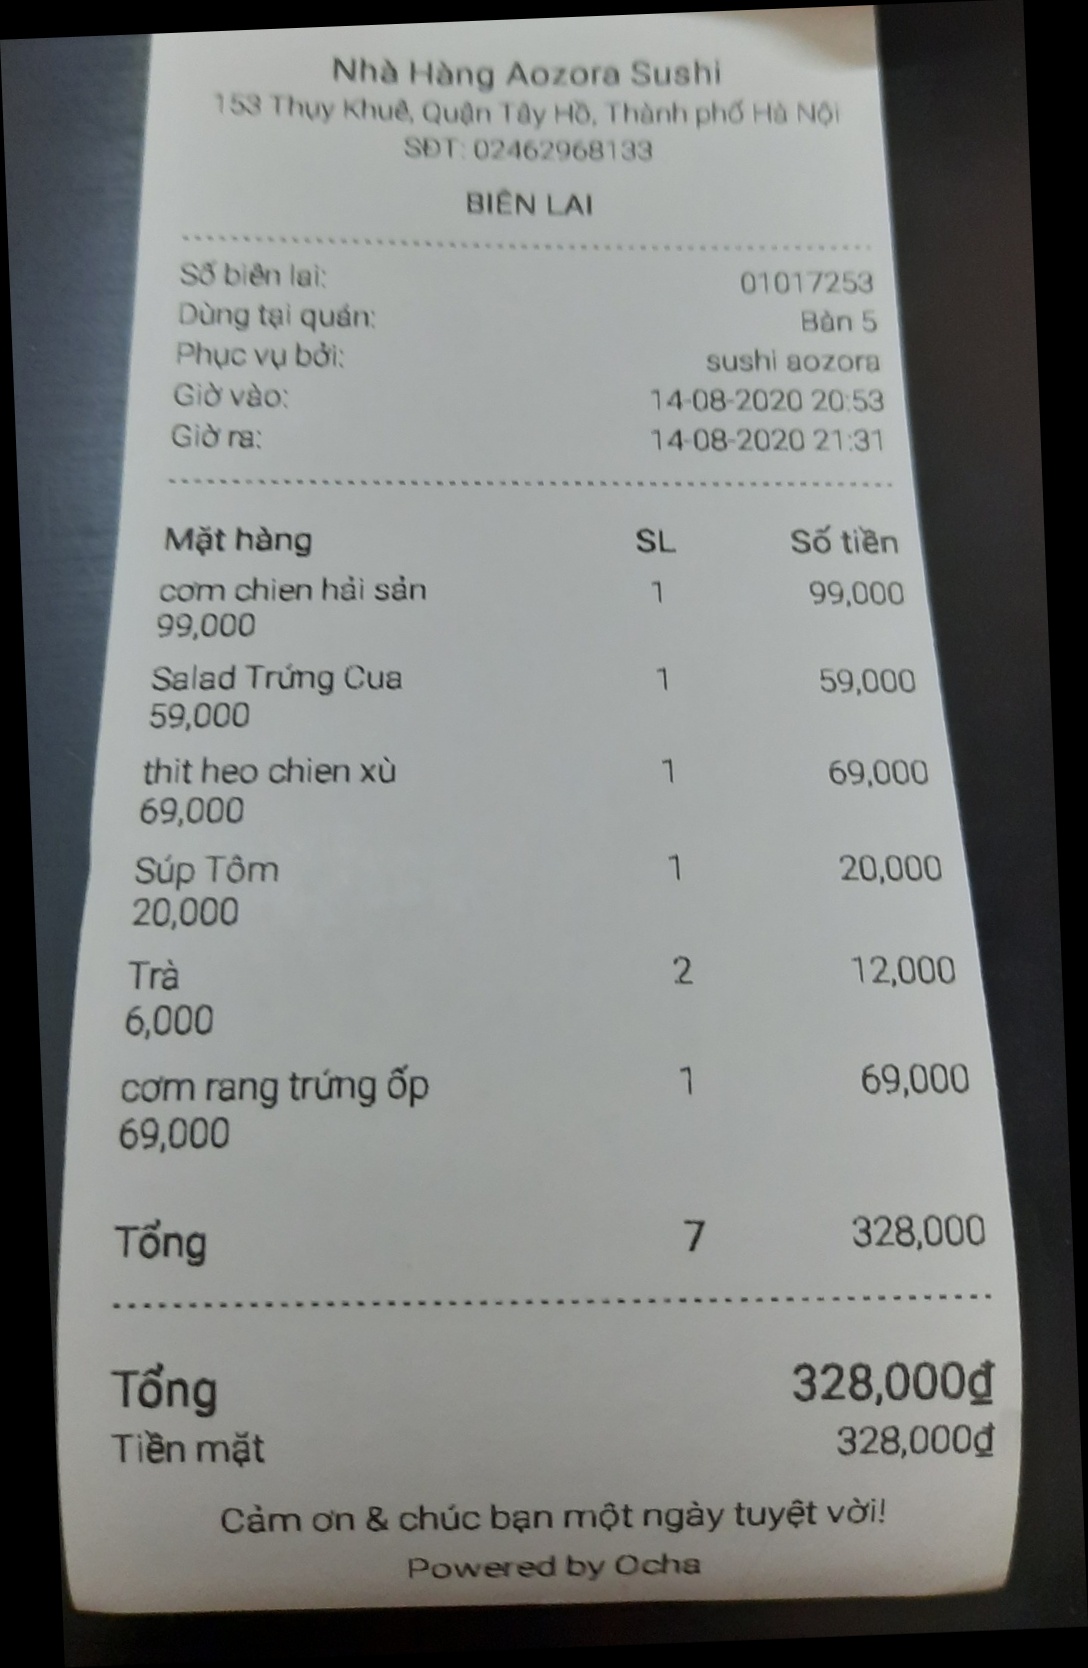 Nhà Hàng Aozora Sushi
153 Thụy Khuê, Quận Tây Hồ, Thành phố Hà Nội
SĐT: 02462968133
BIÊN LAI
Số biên lai: 01017253
Dùng tại quán: Bàn 5
Phục vụ bởi: sushi aozora
Giờ vào: 14-08-2020 20:53
Giờ ra: 14-08-2020 21:31
Mặt hàng SL Số tiền
cơm chien hải sản 1 99,000
99,000
Salad Trứng Cua 1 59,000
59,000
thit heo chien xù 1 69,000
69,000
Súp Tôm 1 20,000
20,000
Trà 2 12,000
6,000
cơm rang trứng ốp 1 69,000
69,000
Tổng 7 328,000
Tổng 328,000₫
Tiền mặt 328,000₫
Cảm ơn & chúc bạn một ngày tuyệt vời!
Powered by Ocha